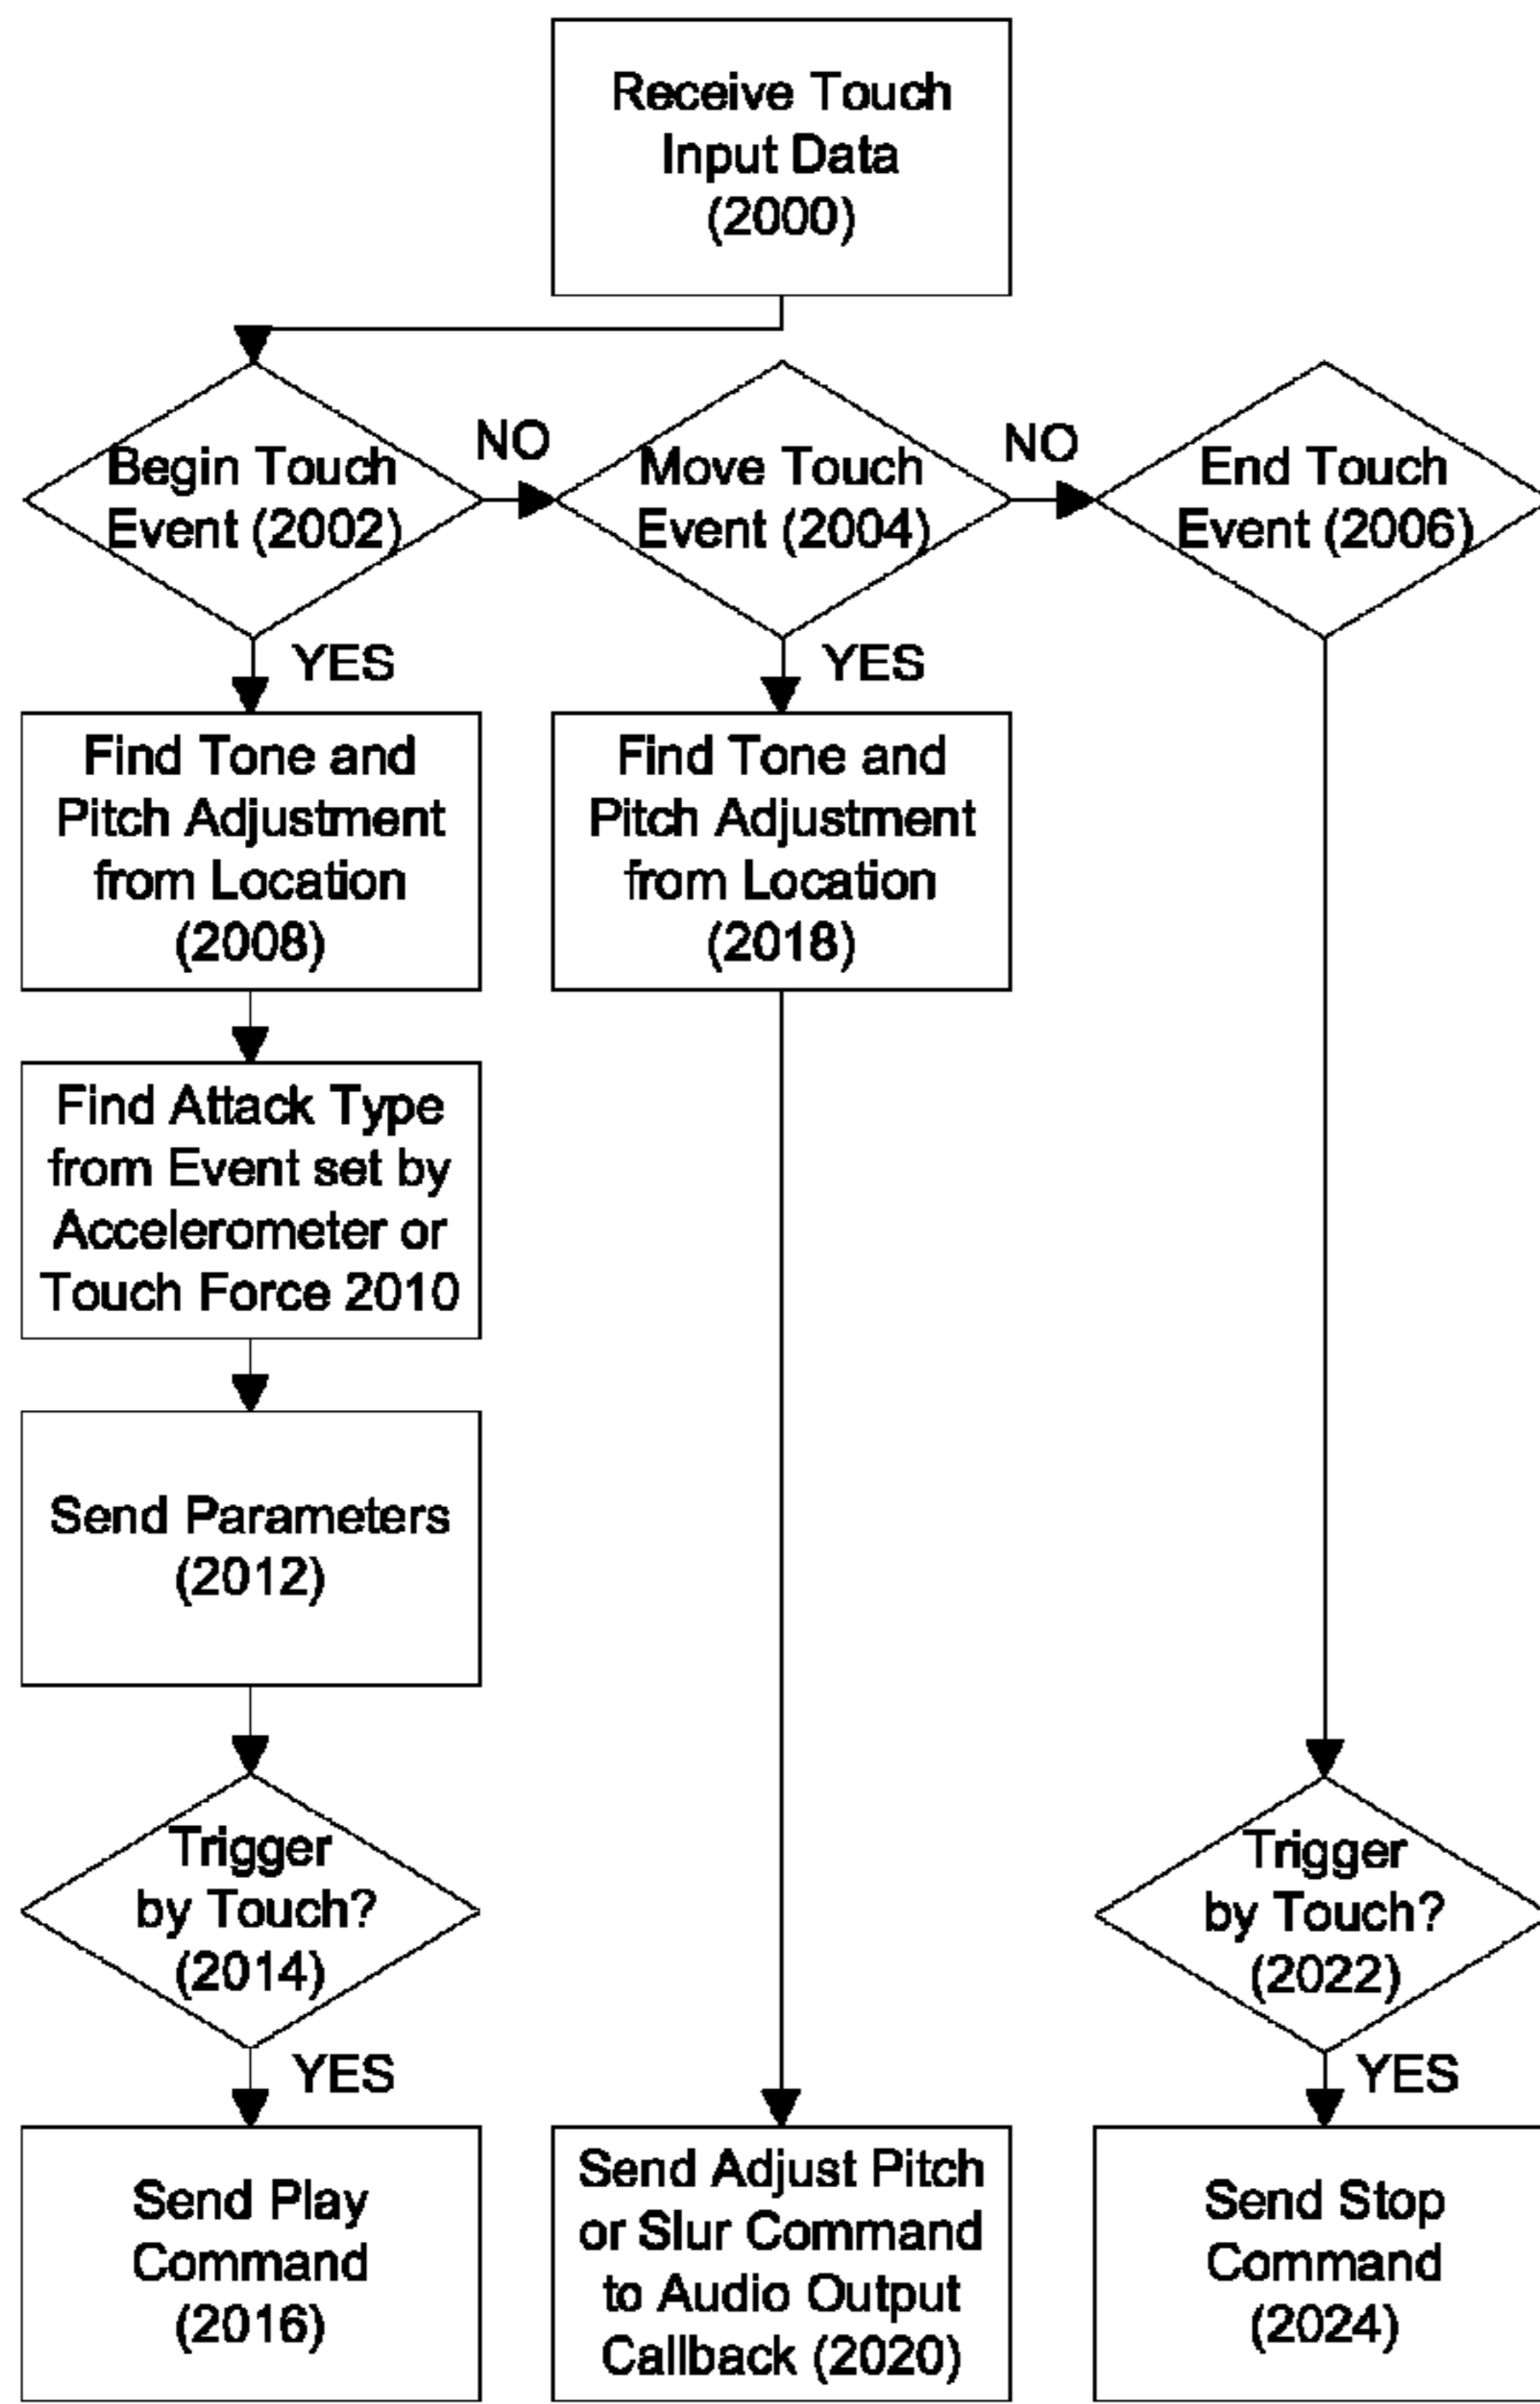 Receive Touch
Input Data
(2000)
Begin Touch
Event (2002)
NO
Move Touch
Event (2004)
NO
End Touch
Event (2006)
YES
YES
Find Tone and
Pitch Adjustment
from Location
(2008)
Find Tone and
Pitch Adjustment
from Location
(2018)
Find Attack Type
from Event set by
Accelerometer or
Touch Force 2010
Send Parameters
(2012)
Trigger
by Touch?
(2014)
Trigger
by Touch?
(2022)
YES
YES
Send Play
Command
(2016)
Send Adjust Pitch
or Slur Command
to Audio Output
Callback (2020)
Send Stop
Command
(2024)